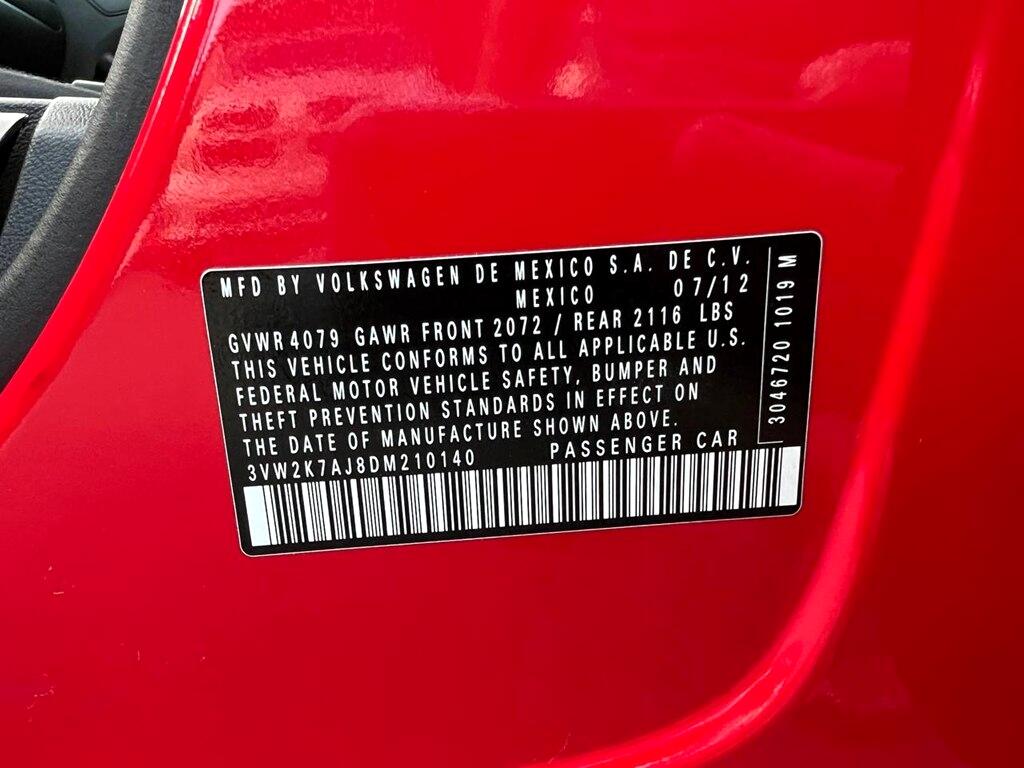 MFD BY VOLKSWAGEN DE MEXICO S.A. DE C.V.
MEXICO 07/12
GVWR 4079 GAWR FRONT 2072 / REAR 2116 LBS
THIS VEHICLE CONFORMS TO ALL APPLICABLE U.S.
FEDERAL MOTOR VEHICLE SAFETY, BUMPER AND
THEFT PREVENTION STANDARDS IN EFFECT ON
THE DATE OF MANUFACTURE SHOWN ABOVE.
3VW2K7AJ8DM210140 PASSENGER CAR
3046720 1019 M